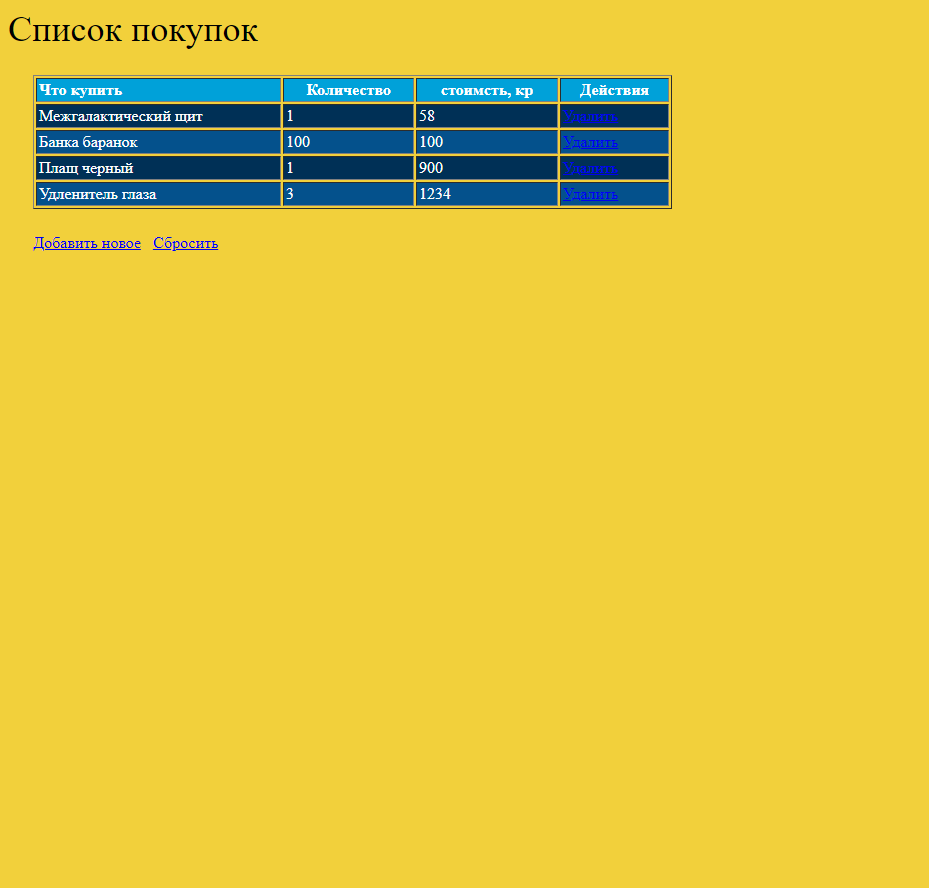 Список покупок
Что купить Количество стоимсть, кр Действия
Межгалактический щит 1 58 Удалить
Банка баранок 100 100 Удалить
Плащ черный 1 900 Удалить
Удленитель глаза 3 1234 Удалить
Добавить новое Сбросить